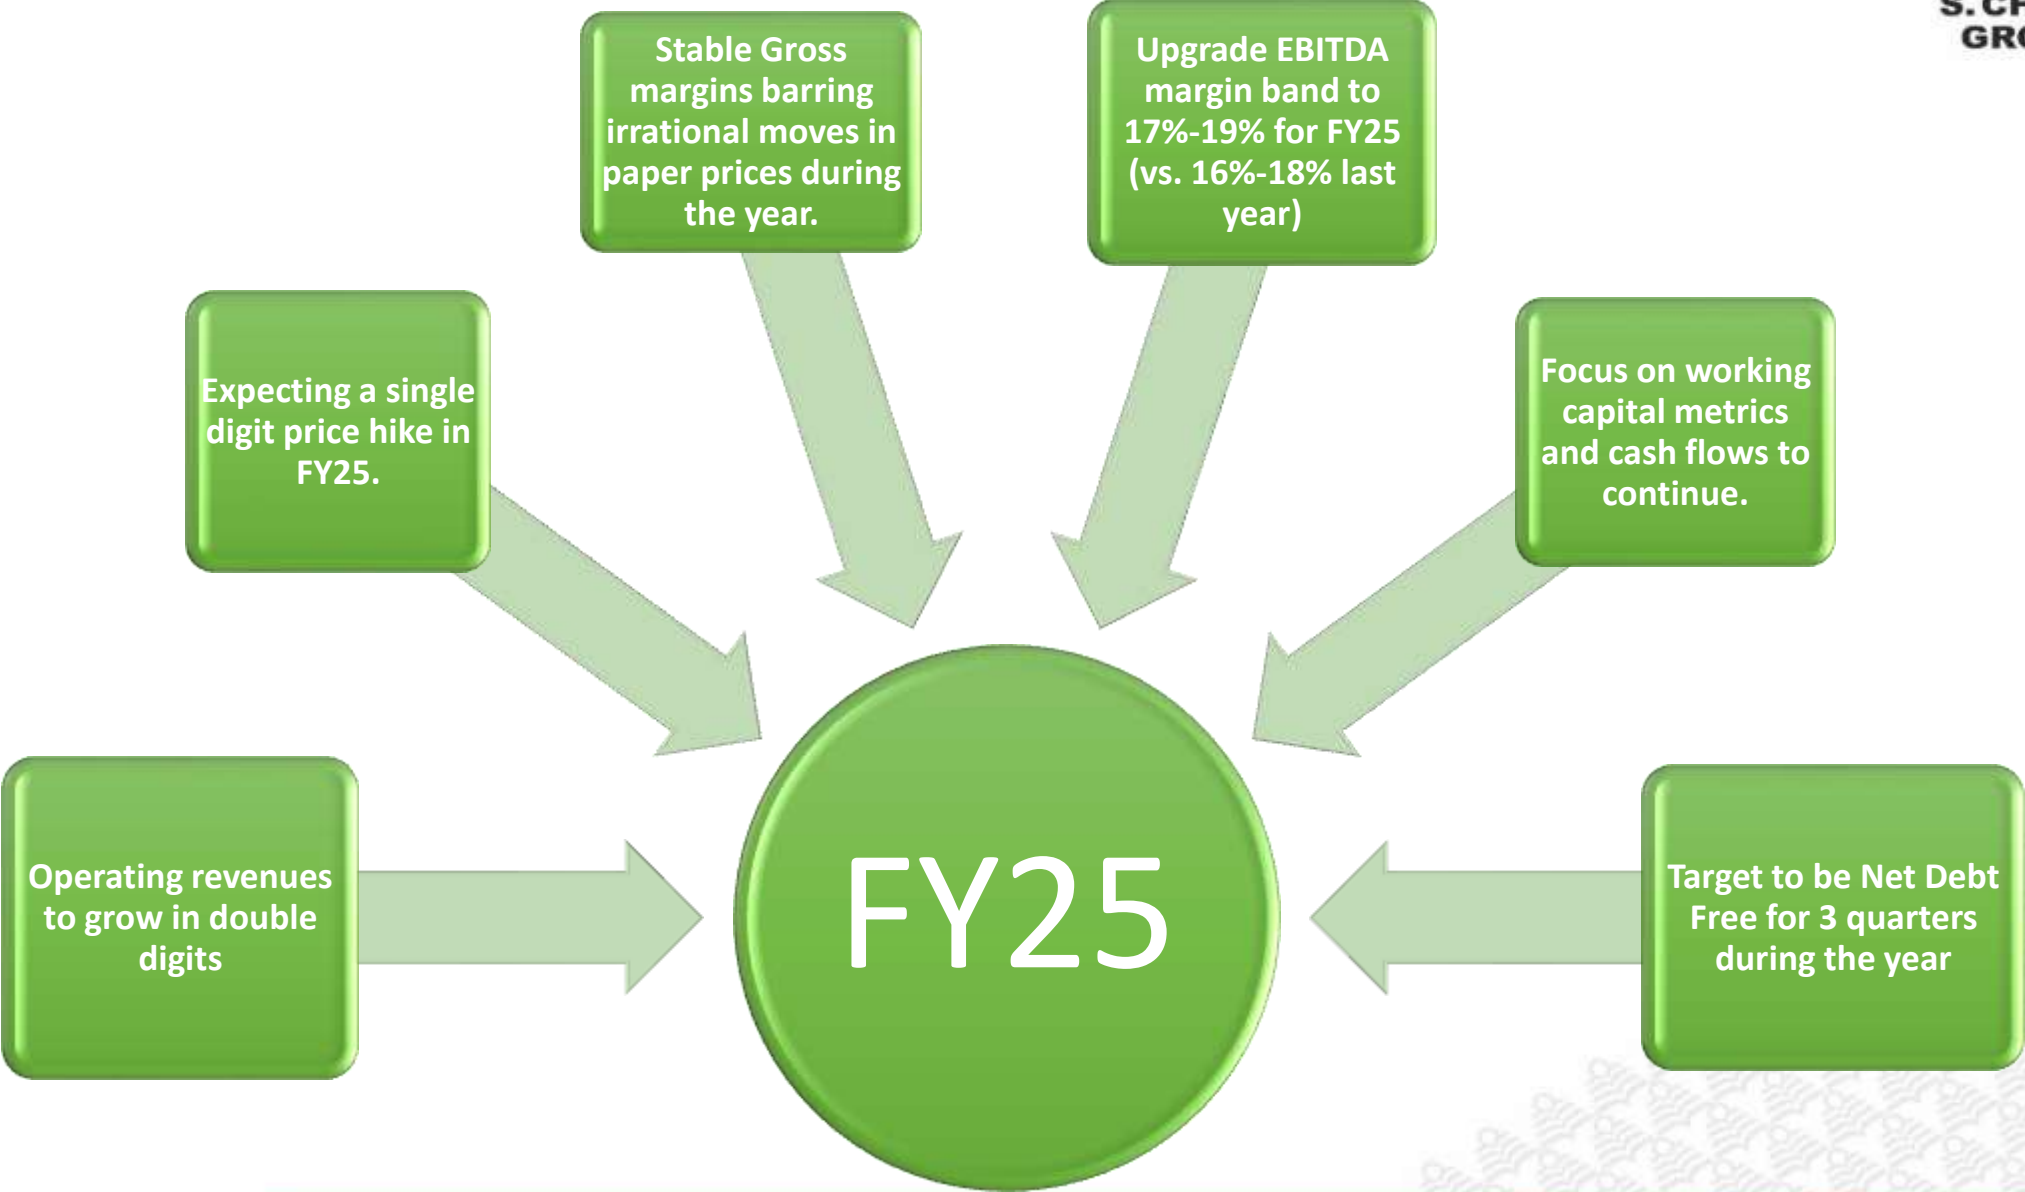 Stable Gross
margins barring
irrational moves in
paper prices during
the year.
Upgrade EBITDA
margin band to
17%-19% for FY25
(vs. 16%-18% last
year)
Expecting a single
digit price hike in
FY25.
Focus on working
capital metrics
and cash flows to
continue.
Operating revenues
to grow in double
digits
FY25
Target to be Net Debt
Free for 3 quarters
during the year